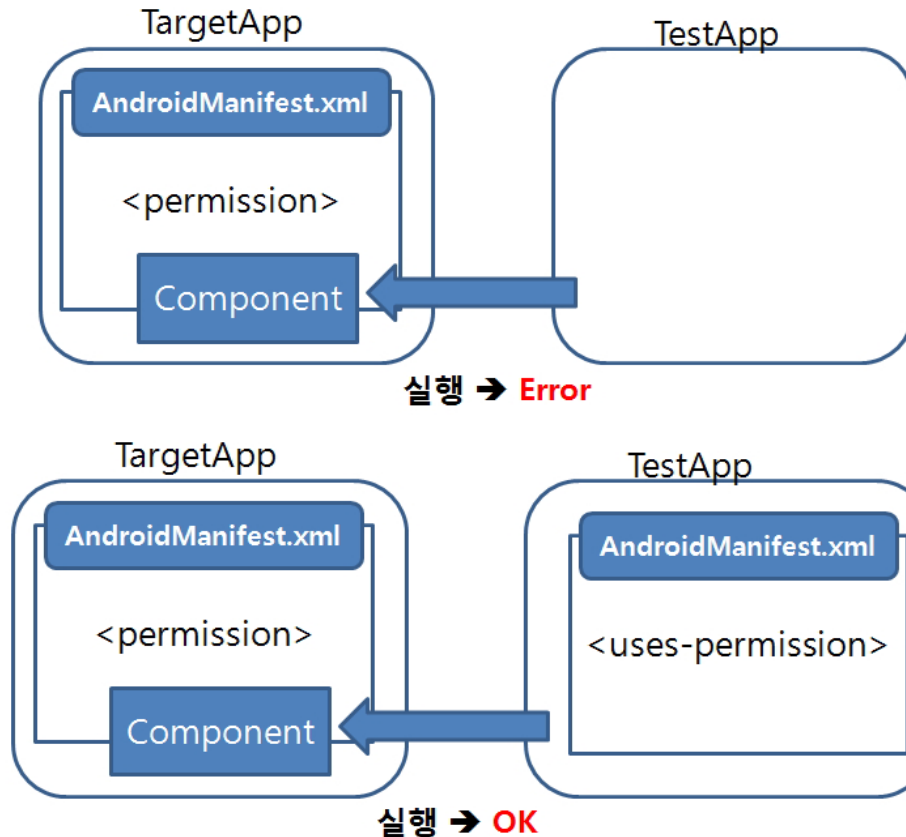 TargetApp
TestApp
AndroidManifest.xml
<permission>
Component
실행 ➔ Error
TargetApp
TestApp
AndroidManifest.xml
AndroidManifest.xml
<permission>
<uses-permission>
Component
실행 ➔ OK